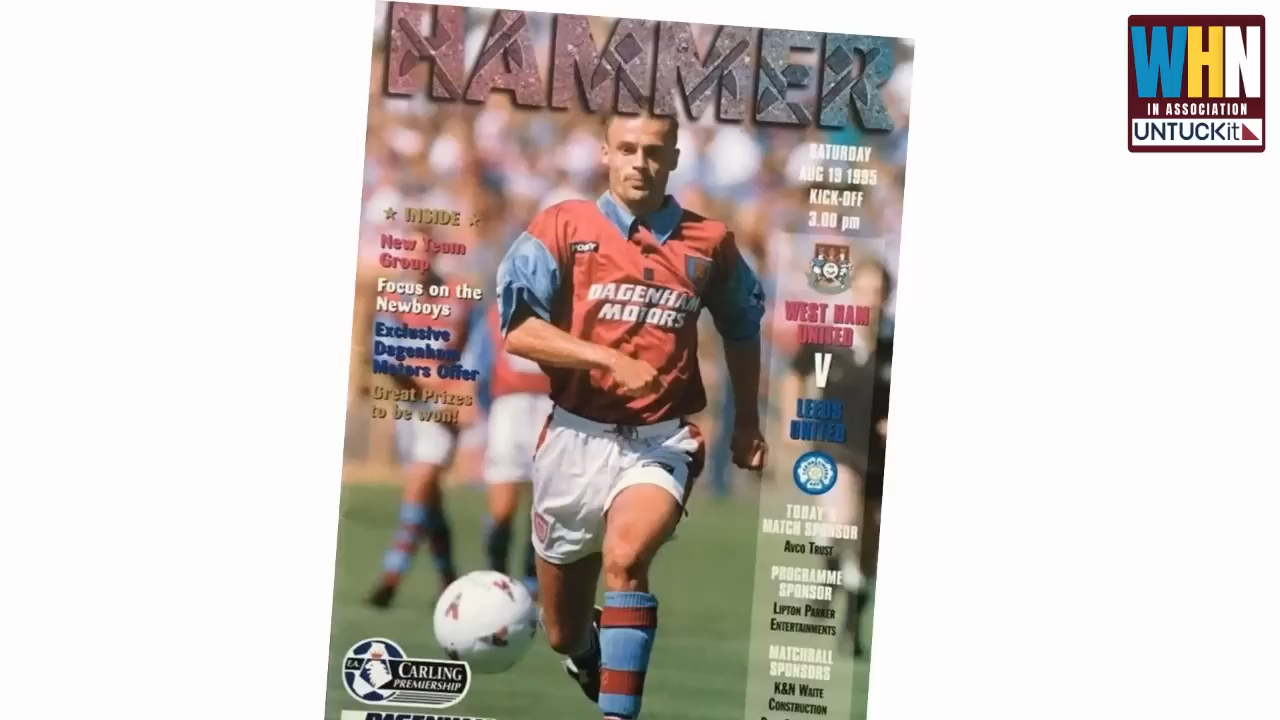 HAMMER
SATURDAY
AUG 19 1995
KICK-OFF
3.00 pm
★ INSIDE ★
New Team
Group
Focus on the
Newboys
Exclusive
Dagenham
Motors Offer
Great Prizes
to be won!
PONY
DAGENHAM
MOTORS
WEST HAM
UNITED
V
LEEDS
UNITED
TODAY'S
MATCH SPONSOR
AVCO TRUST
PROGRAMME
SPONSOR
LIPTON PARKER
ENTERTAINMENTS
MATCHBALL
SPONSORS
K&N WAITE
CONSTRUCTION
F.A.
CARLING
PREMIERSHIP
WHN
IN ASSOCIATION
UNTUCKit